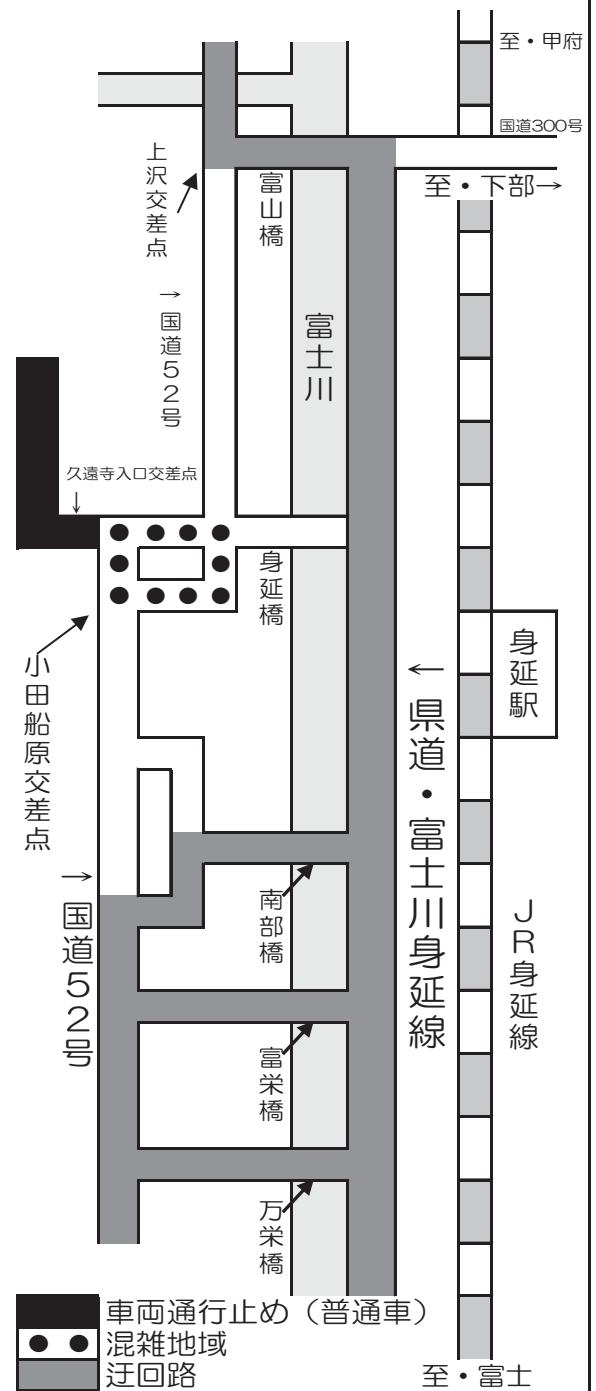 至・甲府
国道300号
至・下部→
上沢交差点
富山橋
→国道52号
富士川
久遠寺入口交差点
↓
身延橋
身延駅
小田船原交差点
←県道・富士川身延線
→国道52号
南部橋
JR身延線
富栄橋
万栄橋
車両通行止め（普通車）
混雑地域
迂回路
至・富士